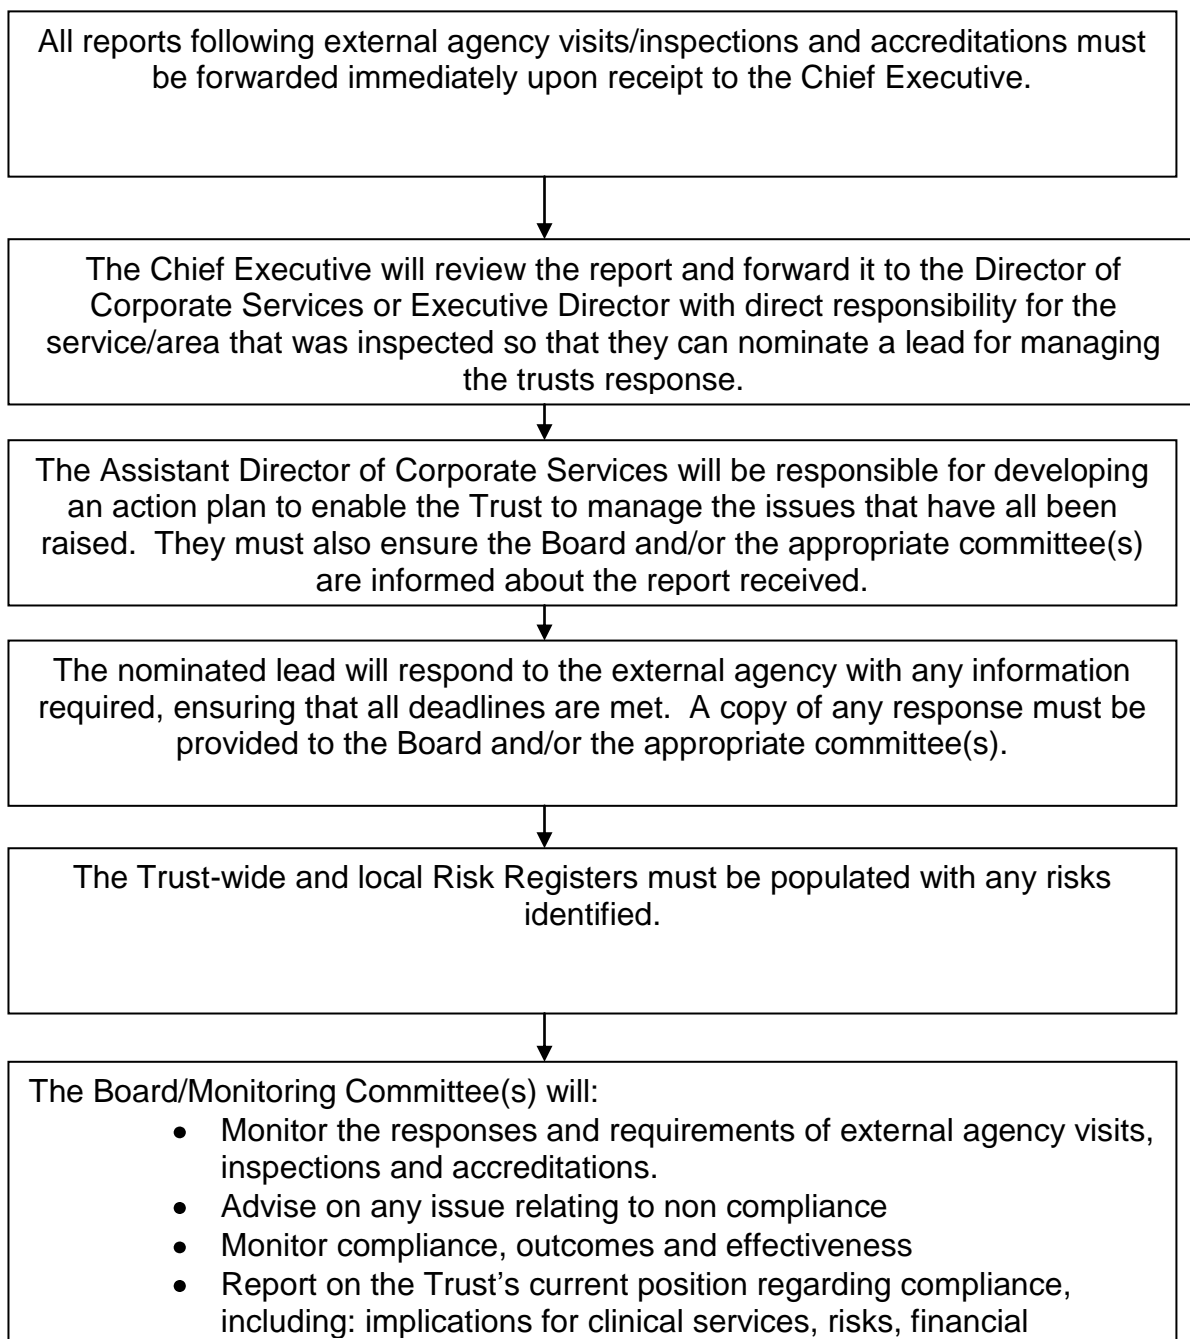 All reports following external agency visits/inspections and accreditations must
be forwarded immediately upon receipt to the Chief Executive.
The Chief Executive will review the report and forward it to the Director of
Corporate Services or Executive Director with direct responsibility for the
service/area that was inspected so that they can nominate a lead for managing
the trusts response.
The Assistant Director of Corporate Services will be responsible for developing
an action plan to enable the Trust to manage the issues that have all been
raised.  They must also ensure the Board and/or the appropriate committee(s)
are informed about the report received.
The nominated lead will respond to the external agency with any information
required, ensuring that all deadlines are met.  A copy of any response must be
provided to the Board and/or the appropriate committee(s).
The Trust-wide and local Risk Registers must be populated with any risks
identified.
The Board/Monitoring Committee(s) will:
• Monitor the responses and requirements of external agency visits,
inspections and accreditations.
• Advise on any issue relating to non compliance
• Monitor compliance, outcomes and effectiveness
• Report on the Trust's current position regarding compliance,
including: implications for clinical services, risks, financial